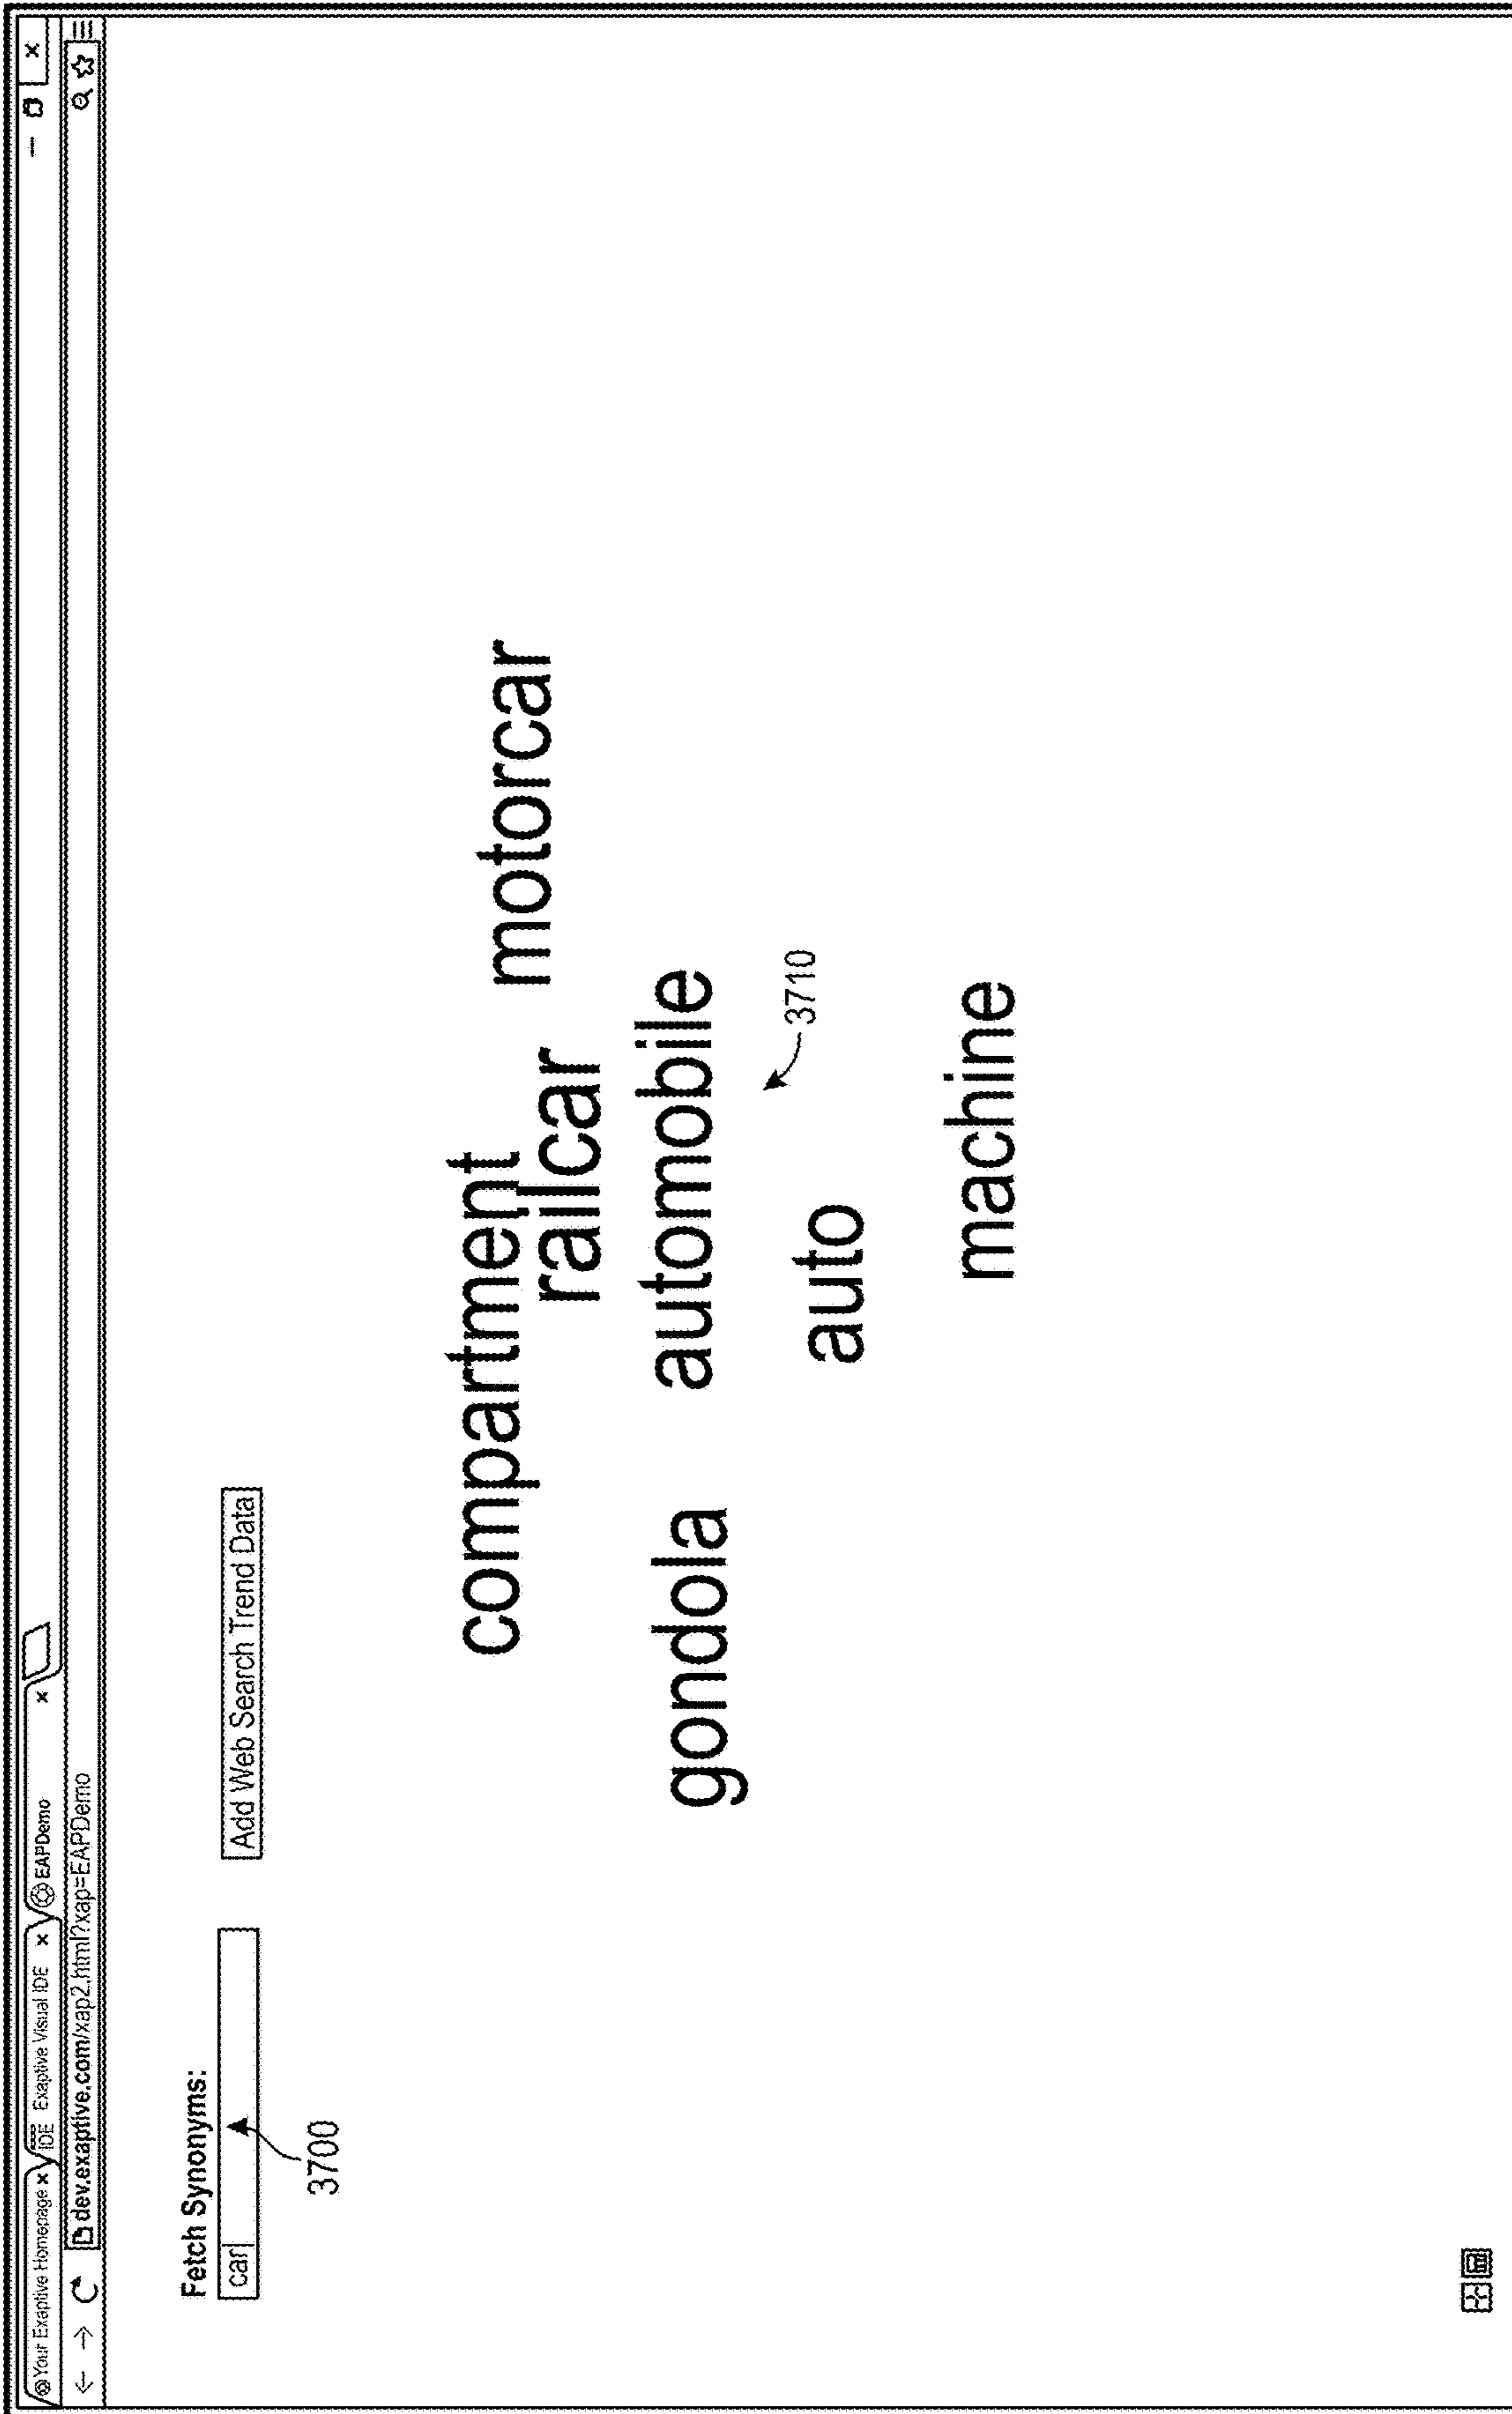 Your Exaptive Homepage x IDE Exaptive Visual IDE x EAPDemo x
dev.exaptive.com/xap2.html?xap=EAPDemo
Fetch Synonyms:
car Add Web Search Trend Data
3700
compartment motorcar
railcar
gondola automobile
3710
auto
machine